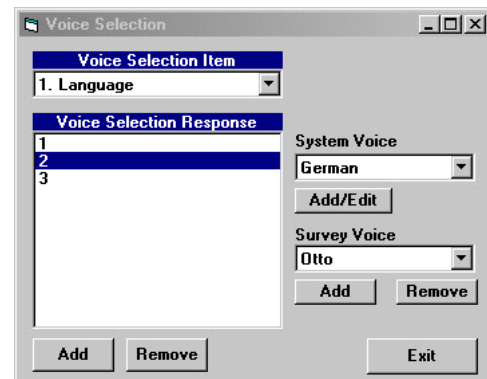 Voice Selection
Voice Selection Item
1. Language
Voice Selection Response
1
2
3
System Voice
German
Add/Edit
Survey Voice
Otto
Add Remove
Add Remove
Exit